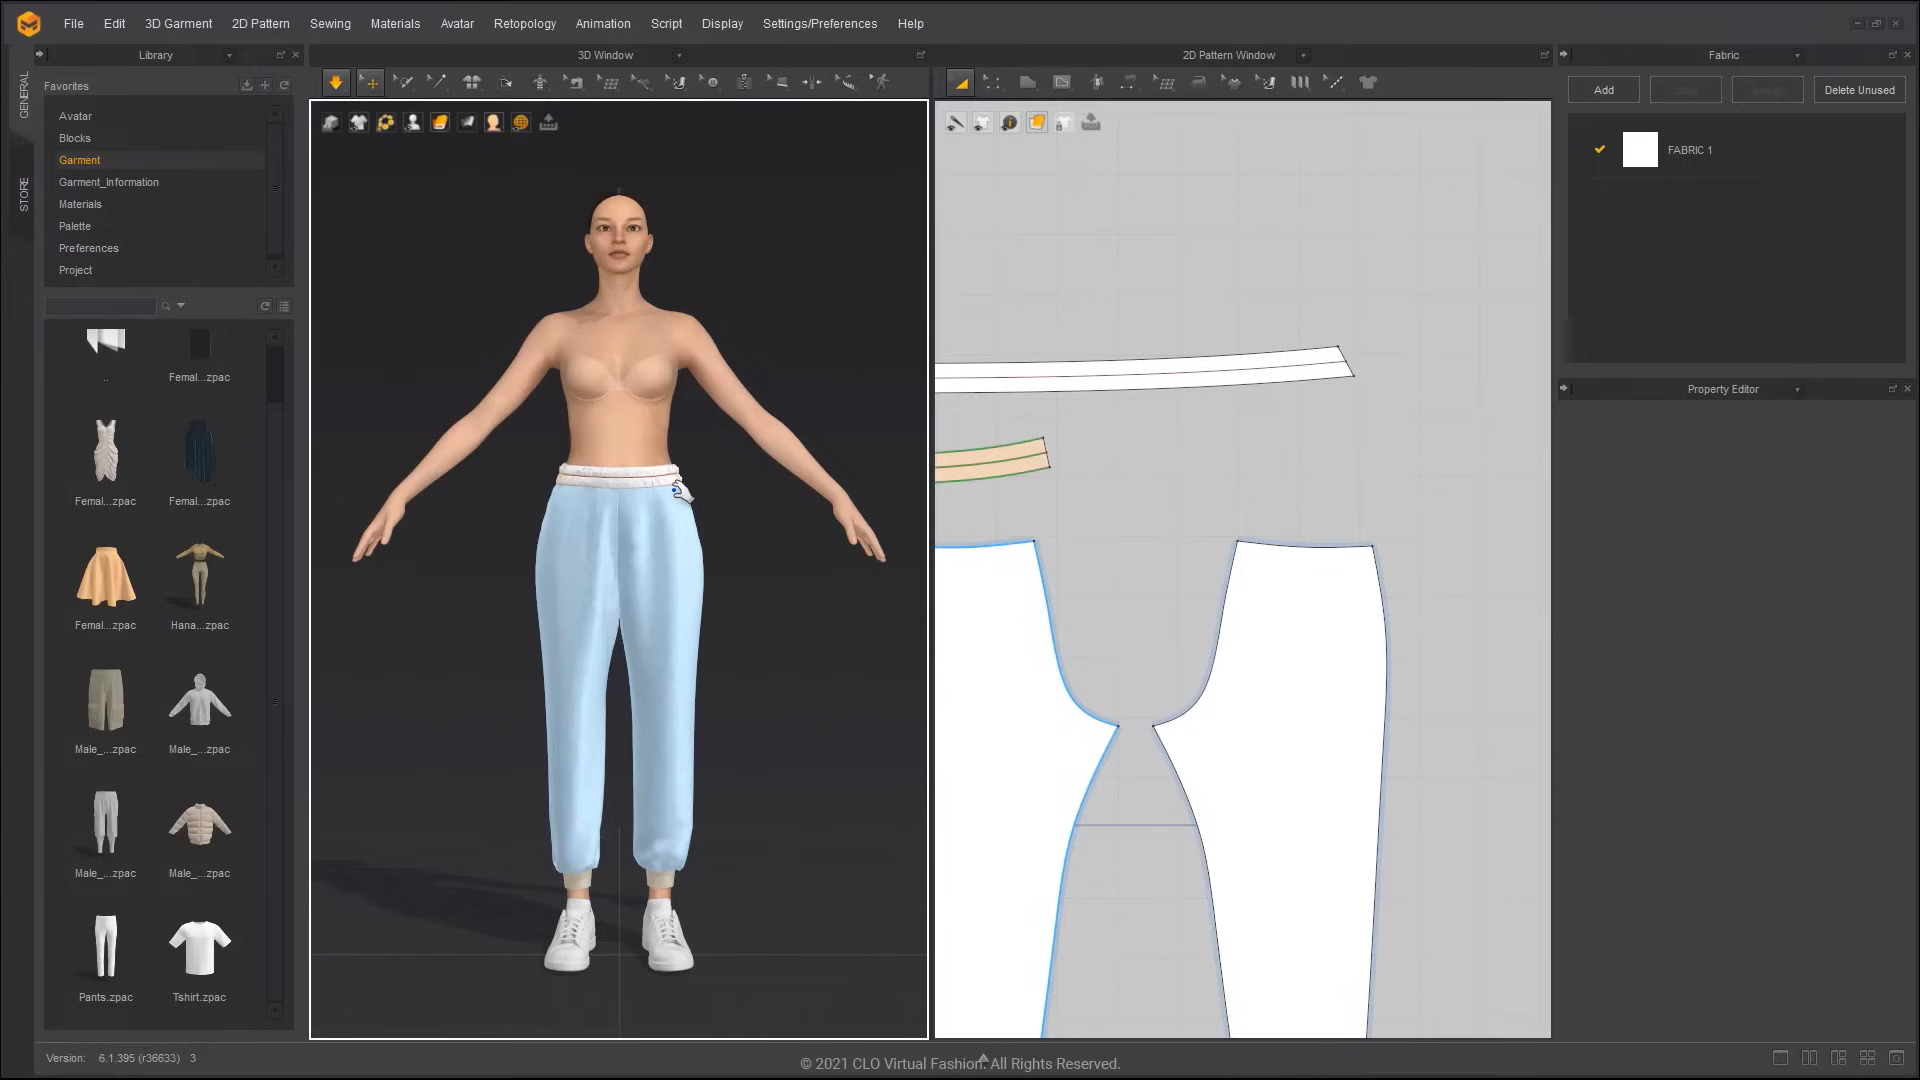 File Edit 3D Garment 2D Pattern Sewing Materials Avatar Retopology Animation Script Display Settings/Preferences Help
Library
3D Window
2D Pattern Window
Fabric
GENERAL
STORE
Favorites
Avatar
Blocks
Garment
Garment_Information
Materials
Palette
Preferences
Project
..
Femal...zpac
Femal...zpac
Femal...zpac
Femal...zpac
Hana...zpac
Male_...zpac
Male_...zpac
Male_...zpac
Male_...zpac
Pants.zpac
Tshirt.zpac
Add
Delete Unused
FABRIC 1
Property Editor
Version: 6.1.395 (r36633) 3
© 2021 CLO Virtual Fashion. All Rights Reserved.